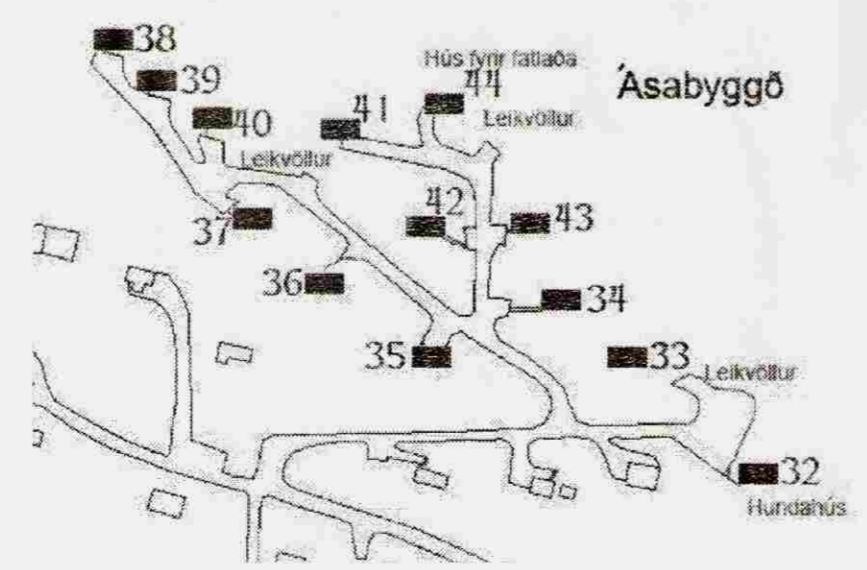 38
Hús fyrir fatlaða
39
44
Ásabyggð
40
41
Leikvöllur
Leikvöllur
42
43
37
36
34
35
33
Leikvöllur
32
Hundahús